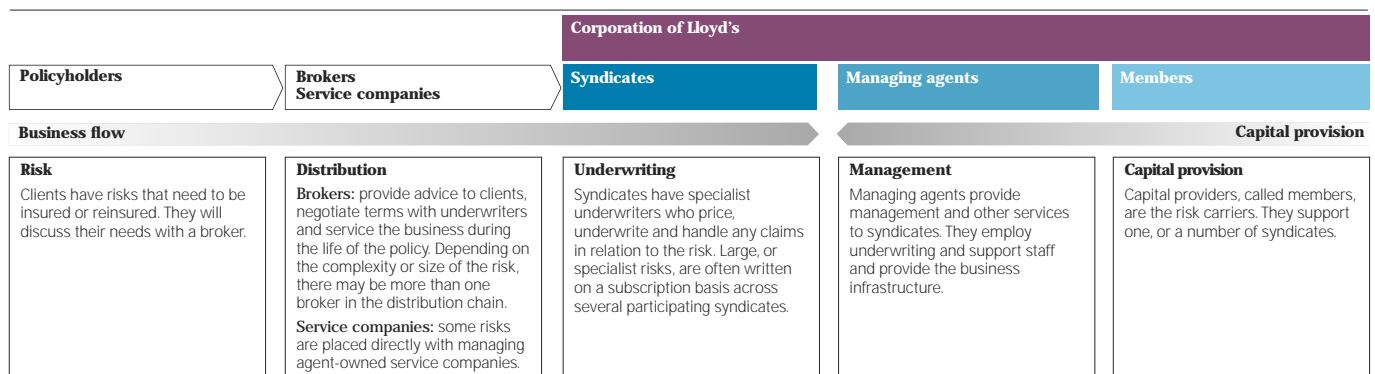 Corporation of Lloyd's
Policyholders
Brokers
Service companies
Syndicates
Managing agents
Members
Business flow
Capital provision
Risk
Clients have risks that need to be
insured or reinsured. They will
discuss their needs with a broker.
Distribution
Brokers: provide advice to clients,
negotiate terms with underwriters
and service the business during
the life of the policy. Depending on
the complexity or size of the risk,
there may be more than one
broker in the distribution chain.
Service companies: some risks
are placed directly with managing
agent-owned service companies.
Underwriting
Syndicates have specialist
underwriters who price,
underwrite and handle any claims
in relation to the risk. Large, or
specialist risks, are often written
on a subscription basis across
several participating syndicates.
Management
Managing agents provide
management and other services
to syndicates. They employ
underwriting and support staff
and provide the business
infrastructure.
Capital provision
Capital providers, called members,
are the risk carriers. They support
one, or a number of syndicates.